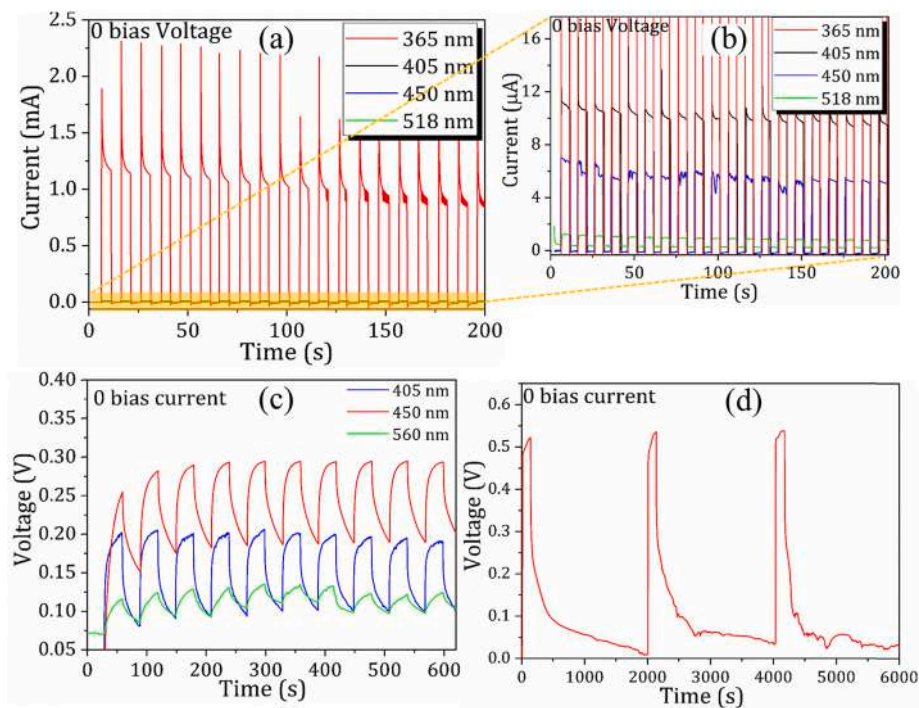 0 bias Voltage
(a)
365 nm
405 nm
450 nm
518 nm
Current (mA)
2.5
2.0
1.5
1.0
0.5
0.0
0 50 100 150 200
Time (s)
0 bias Voltage
(b)
365 nm
405 nm
450 nm
518 nm
Current (μA)
16
12
8
4
0
0 50 100 150 200
Time (s)
0 bias current
(c)
405 nm
450 nm
560 nm
Voltage (V)
0.40
0.35
0.30
0.25
0.20
0.15
0.10
0.05
0 100 200 300 400 500 600
Time (s)
0 bias current
(d)
Voltage (V)
0.6
0.5
0.4
0.3
0.2
0.1
0.0
0 1000 2000 3000 4000 5000 6000
Time (s)